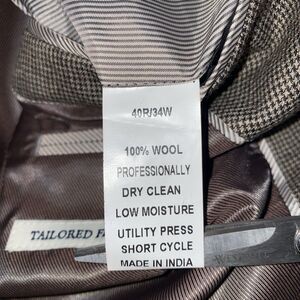 40R/34W
100% WOOL
PROFESSIONALLY
DRY CLEAN
LOW MOISTURE
UTILITY PRESS
SHORT CYCLE
MADE IN INDIA
TAILORED